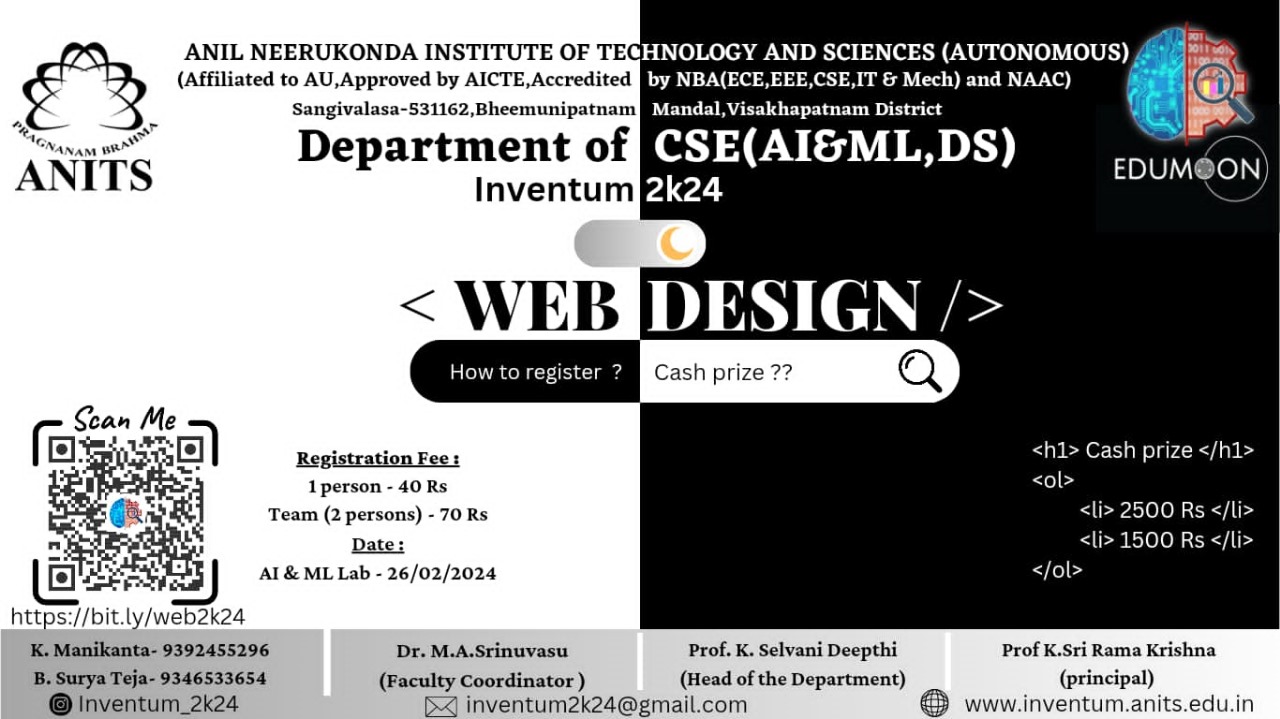 ANIL NEERUKONDA INSTITUTE OF TECHNOLOGY AND SCIENCES (AUTONOMOUS)
(Affiliated to AU,Approved by AICTE,Accredited by NBA(ECE,EEE,CSE,IT & Mech) and NAAC)
Sangivalasa-531162,Bheemunipatnam Mandal,Visakhapatnam District
PRAGNANAM BRAHMA
ANITS
Department of CSE(AI&ML,DS)
EDUMOON
Inventum 2k24
< WEB DESIGN />
How to register ? Cash prize ??
Scan Me
https://bit.ly/web2k24
Registration Fee :
1 person - 40 Rs
Team (2 persons) - 70 Rs
Date :
AI & ML Lab - 26/02/2024
<h1> Cash prize </h1>
<ol>
<li> 2500 Rs </li>
<li> 1500 Rs </li>
</ol>
K. Manikanta- 9392455296
B. Surya Teja- 9346533654
Dr. M.A.Srinuvasu
(Faculty Coordinator )
Prof. K. Selvani Deepthi
(Head of the Department)
Prof K.Sri Rama Krishna
(principal)
Inventum_2k24
inventum2k24@gmail.com
www.inventum.anits.edu.in